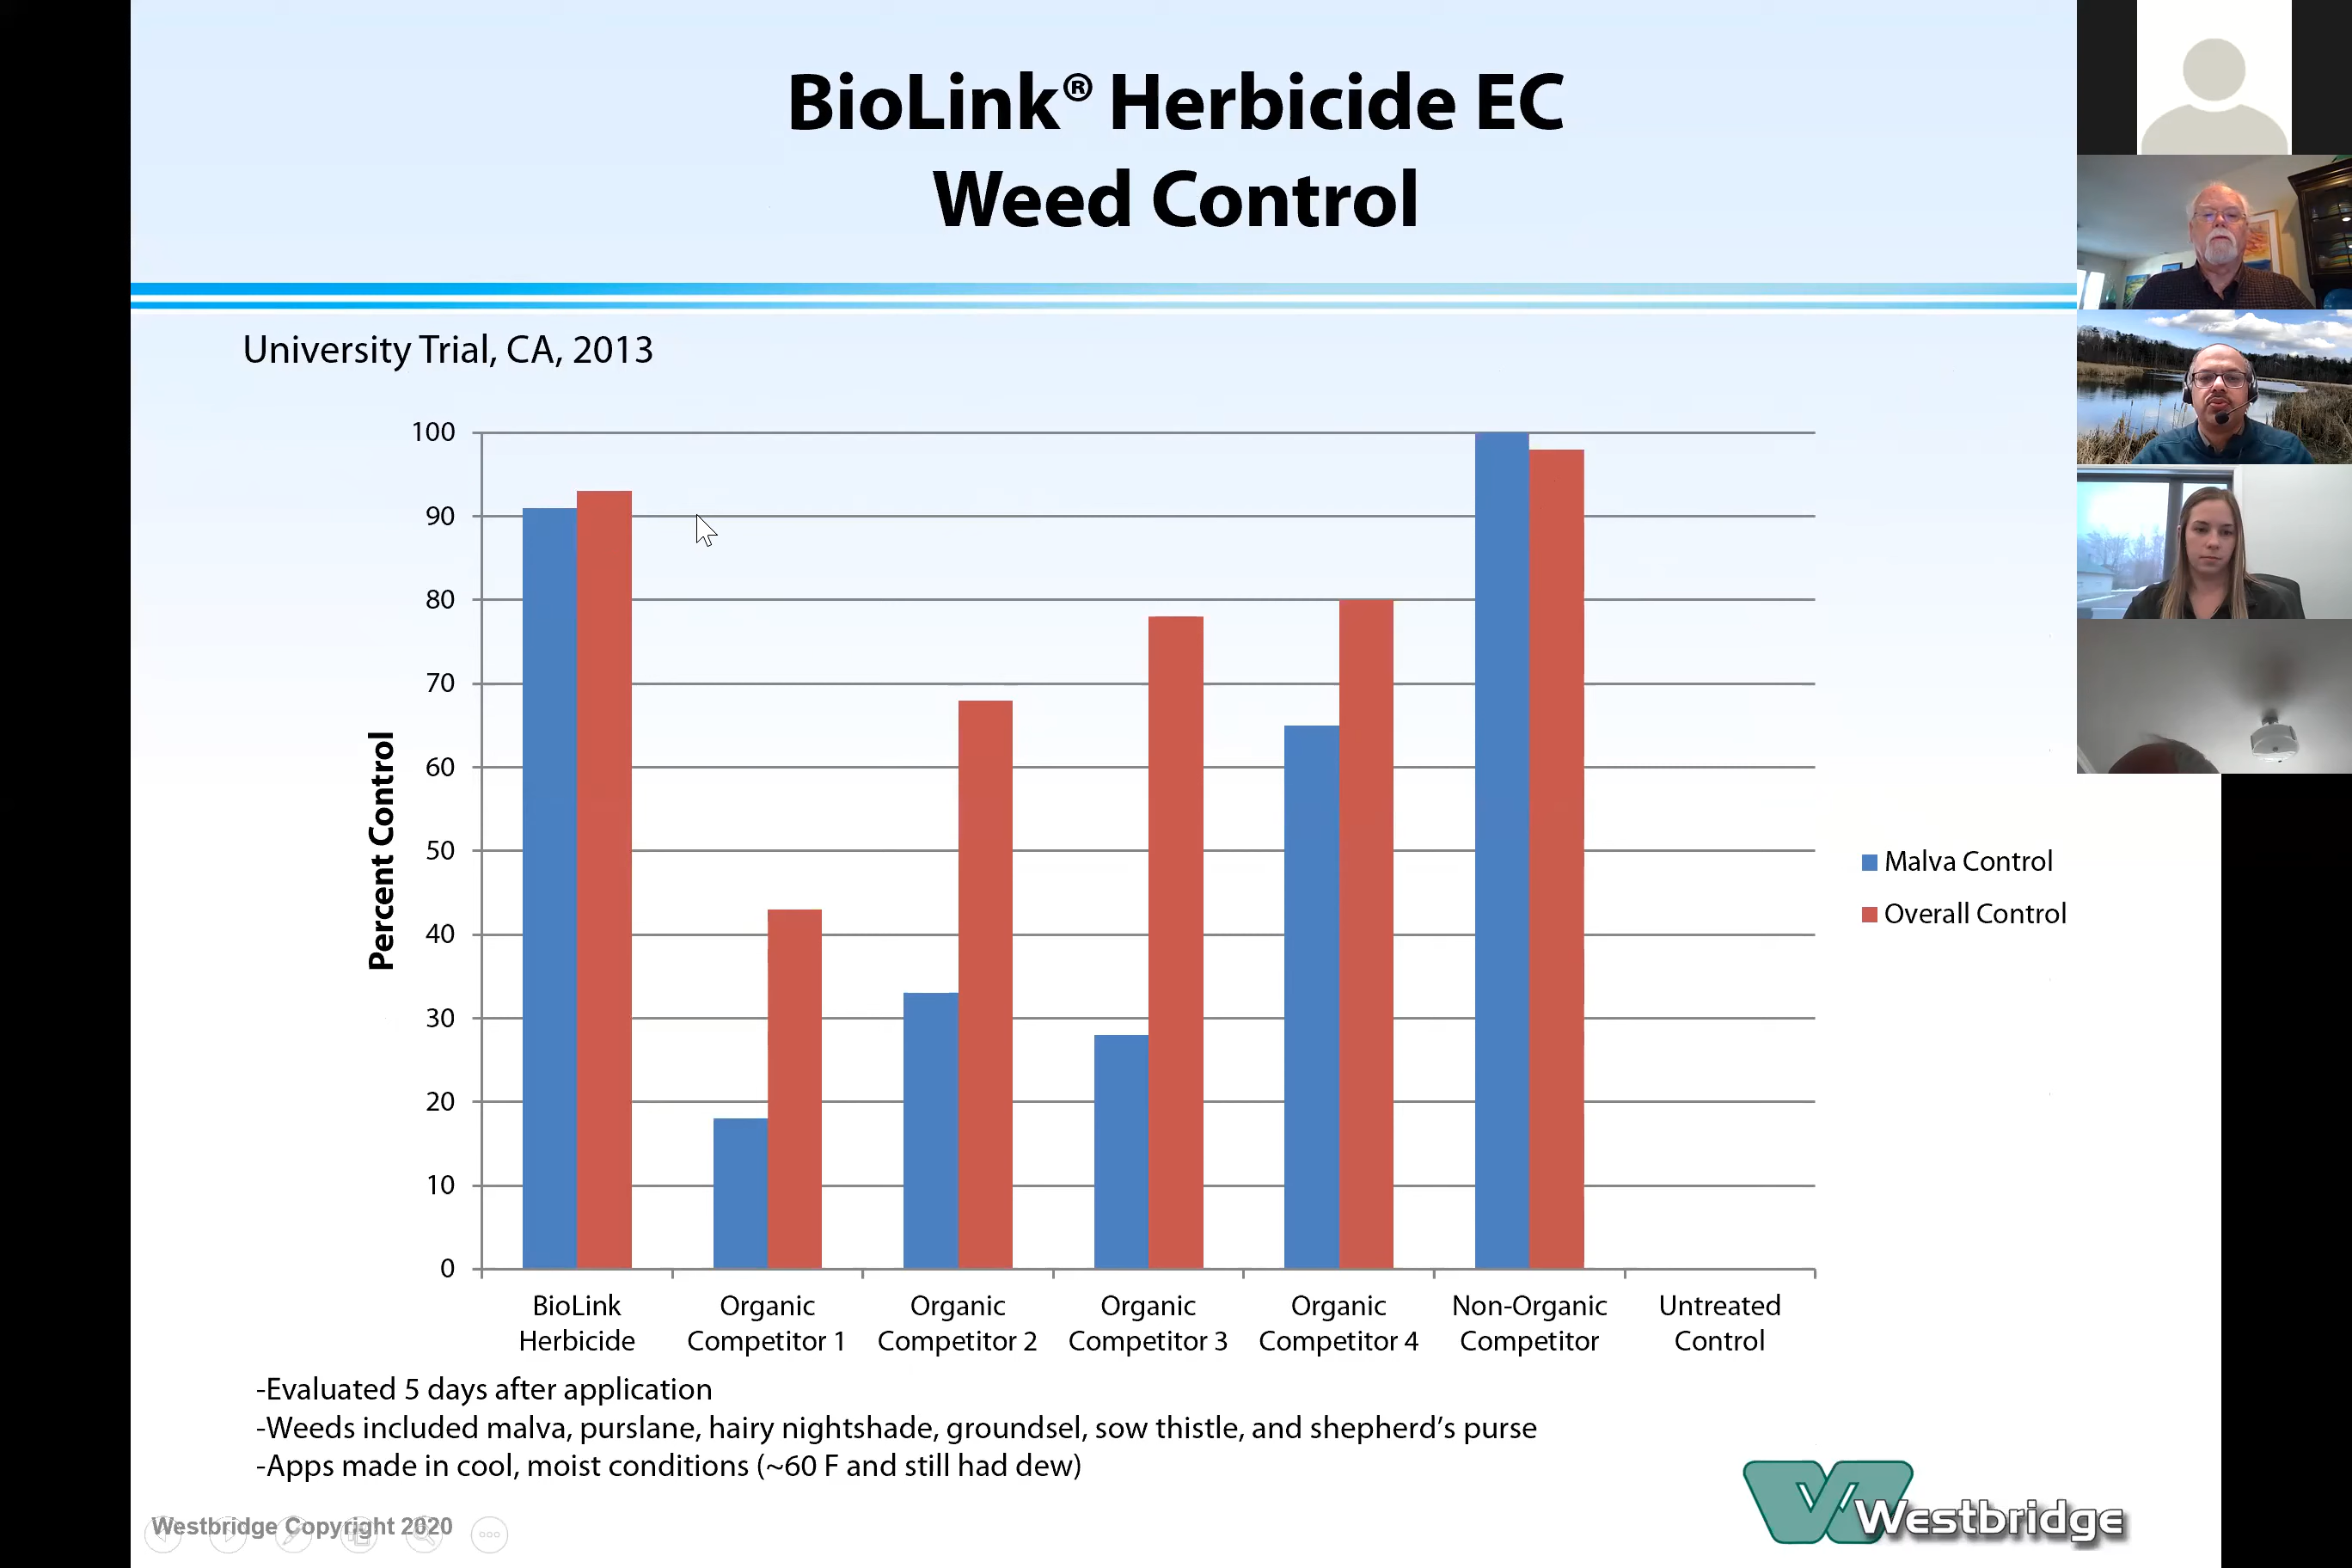 BioLink® Herbicide EC
Weed Control
University Trial, CA, 2013
100
90
80
70
60
50
40
30
20
10
0
Percent Control
Malva Control
Overall Control
BioLink Herbicide
Organic Competitor 1
Organic Competitor 2
Organic Competitor 3
Organic Competitor 4
Non-Organic Competitor
Untreated Control
-Evaluated 5 days after application
-Weeds included malva, purslane, hairy nightshade, groundsel, sow thistle, and shepherd’s purse
-Apps made in cool, moist conditions (~60 F and still had dew)
Westbridge Copyright 2020
Westbridge